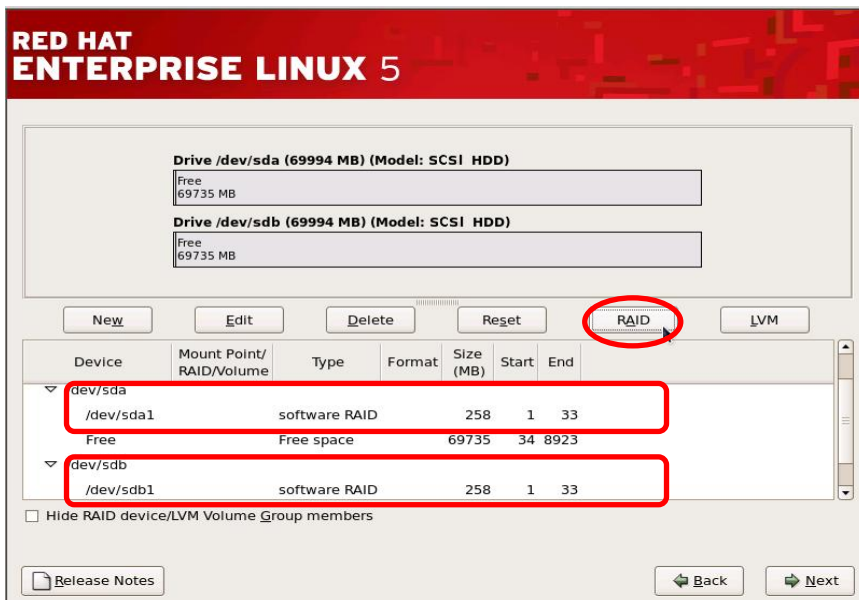 RED HAT
ENTERPRISE LINUX 5
Drive /dev/sda (69994 MB) (Model: SCSI HDD)
Free
69735 MB
Drive /dev/sdb (69994 MB) (Model: SCSI HDD)
Free
69735 MB
New Edit Delete Reset RAID LVM
Device Mount Point/ RAID/Volume Type Format Size (MB) Start End
dev/sda
/dev/sda1 software RAID 258 1 33
Free Free space 69735 34 8923
dev/sdb
/dev/sdb1 software RAID 258 1 33
Hide RAID device/LVM Volume Group members
Release Notes Back Next